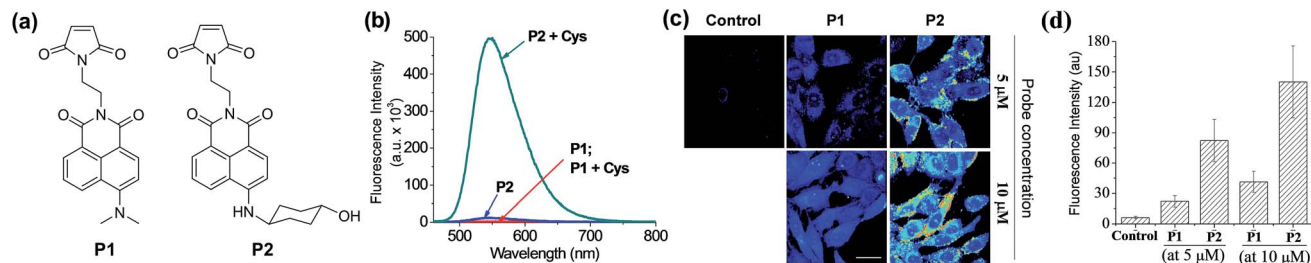 (a)
O
N
O
O
N
O
N
P1
O
N
O
O
N
O
HN
OH
P2
(b)
Fluorescence Intensity
(a.u. × 10³)
500
400
300
200
100
0
P2 + Cys
P1;
P1 + Cys
P2
500
600
700
800
Wavelength (nm)
(c)
Control
P1
P2
5 μM
10 μM
Probe concentration
(d)
Fluorescence Intensity (au)
180
150
120
90
60
30
0
Control
P1
P2
P1
P2
(at 5 μM)
(at 10 μM)